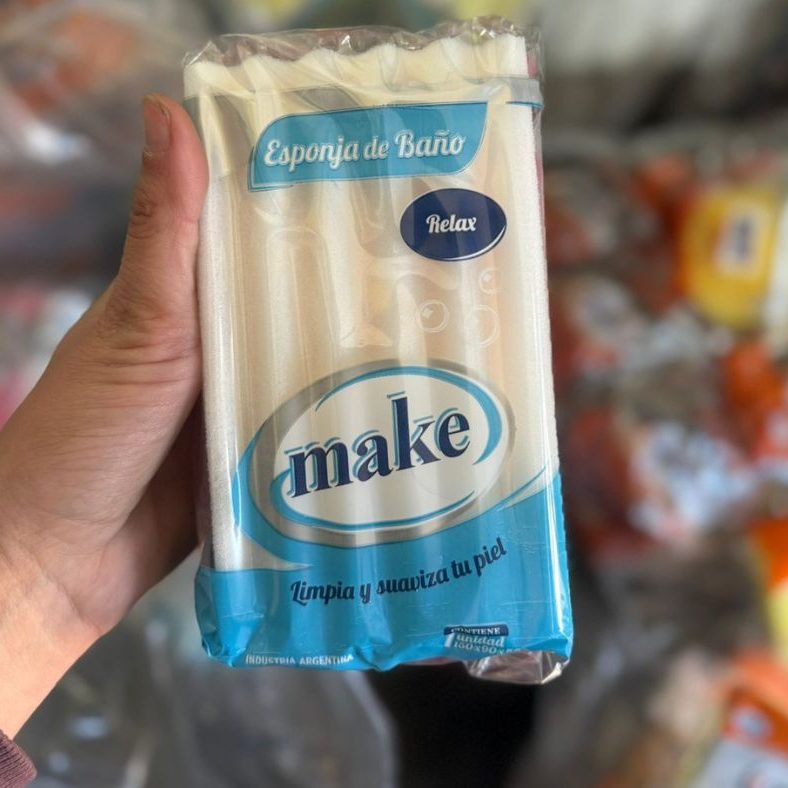 Esponja de Baño
Relax
make
Limpia y suaviza tu piel
CONTIENE
1 unidad
INDUSTRIA ARGENTINA